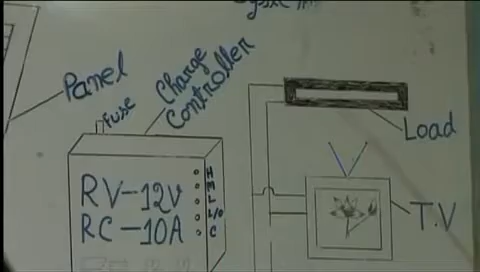 Panel
Fuse
Charge
Controller
Load
RV-12V
RC-10A
H
M
L
L/O
C
T.V